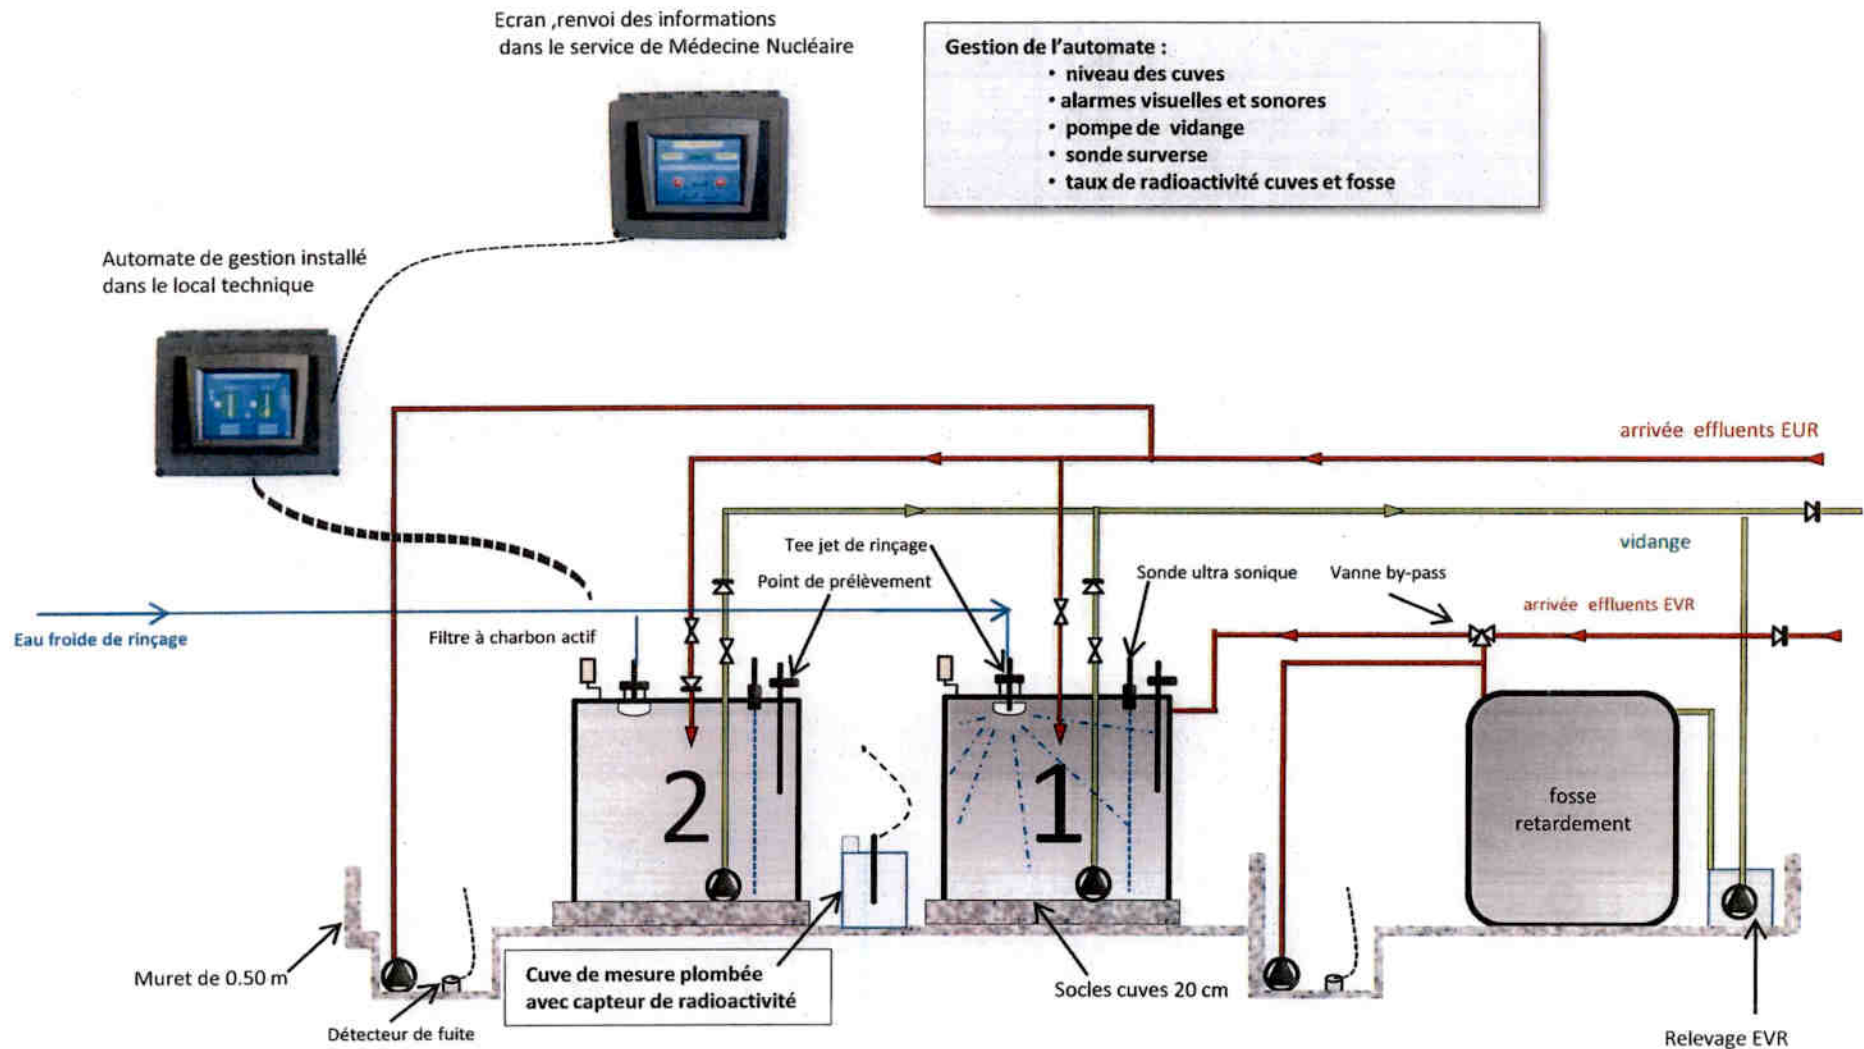 Ecran ,renvoi des informations
dans le service de Médecine Nucléaire
Gestion de l'automate :
• niveau des cuves
• alarmes visuelles et sonores
• pompe de vidange
• sonde surverse
• taux de radioactivité cuves et fosse
Automate de gestion installé
dans le local technique
arrivée effluents EUR
vidange
Tee jet de rinçage
Point de prélèvement
Sonde ultra sonique
Vanne by-pass
arrivée effluents EVR
Eau froide de rinçage
Filtre à charbon actif
2
1
fosse
retardement
Muret de 0.50 m
Cuve de mesure plombée
avec capteur de radioactivité
Socles cuves 20 cm
Détecteur de fuite
Relevage EVR